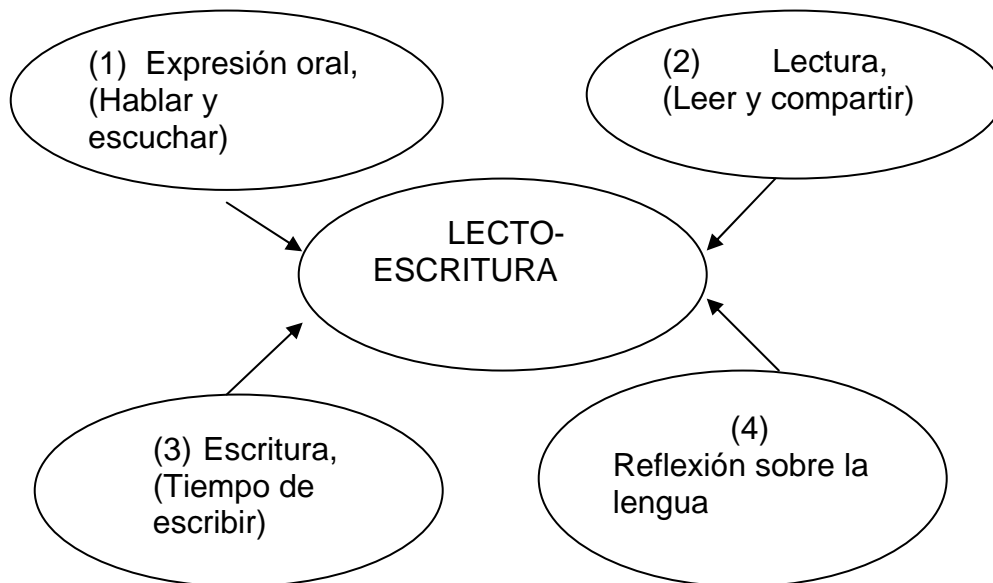 (1) Expresión oral,
(Hablar y
escuchar)
(2) Lectura,
(Leer y compartir)
LECTO-
ESCRITURA
(3) Escritura,
(Tiempo de
escribir)
(4)
Reflexión sobre la
lengua